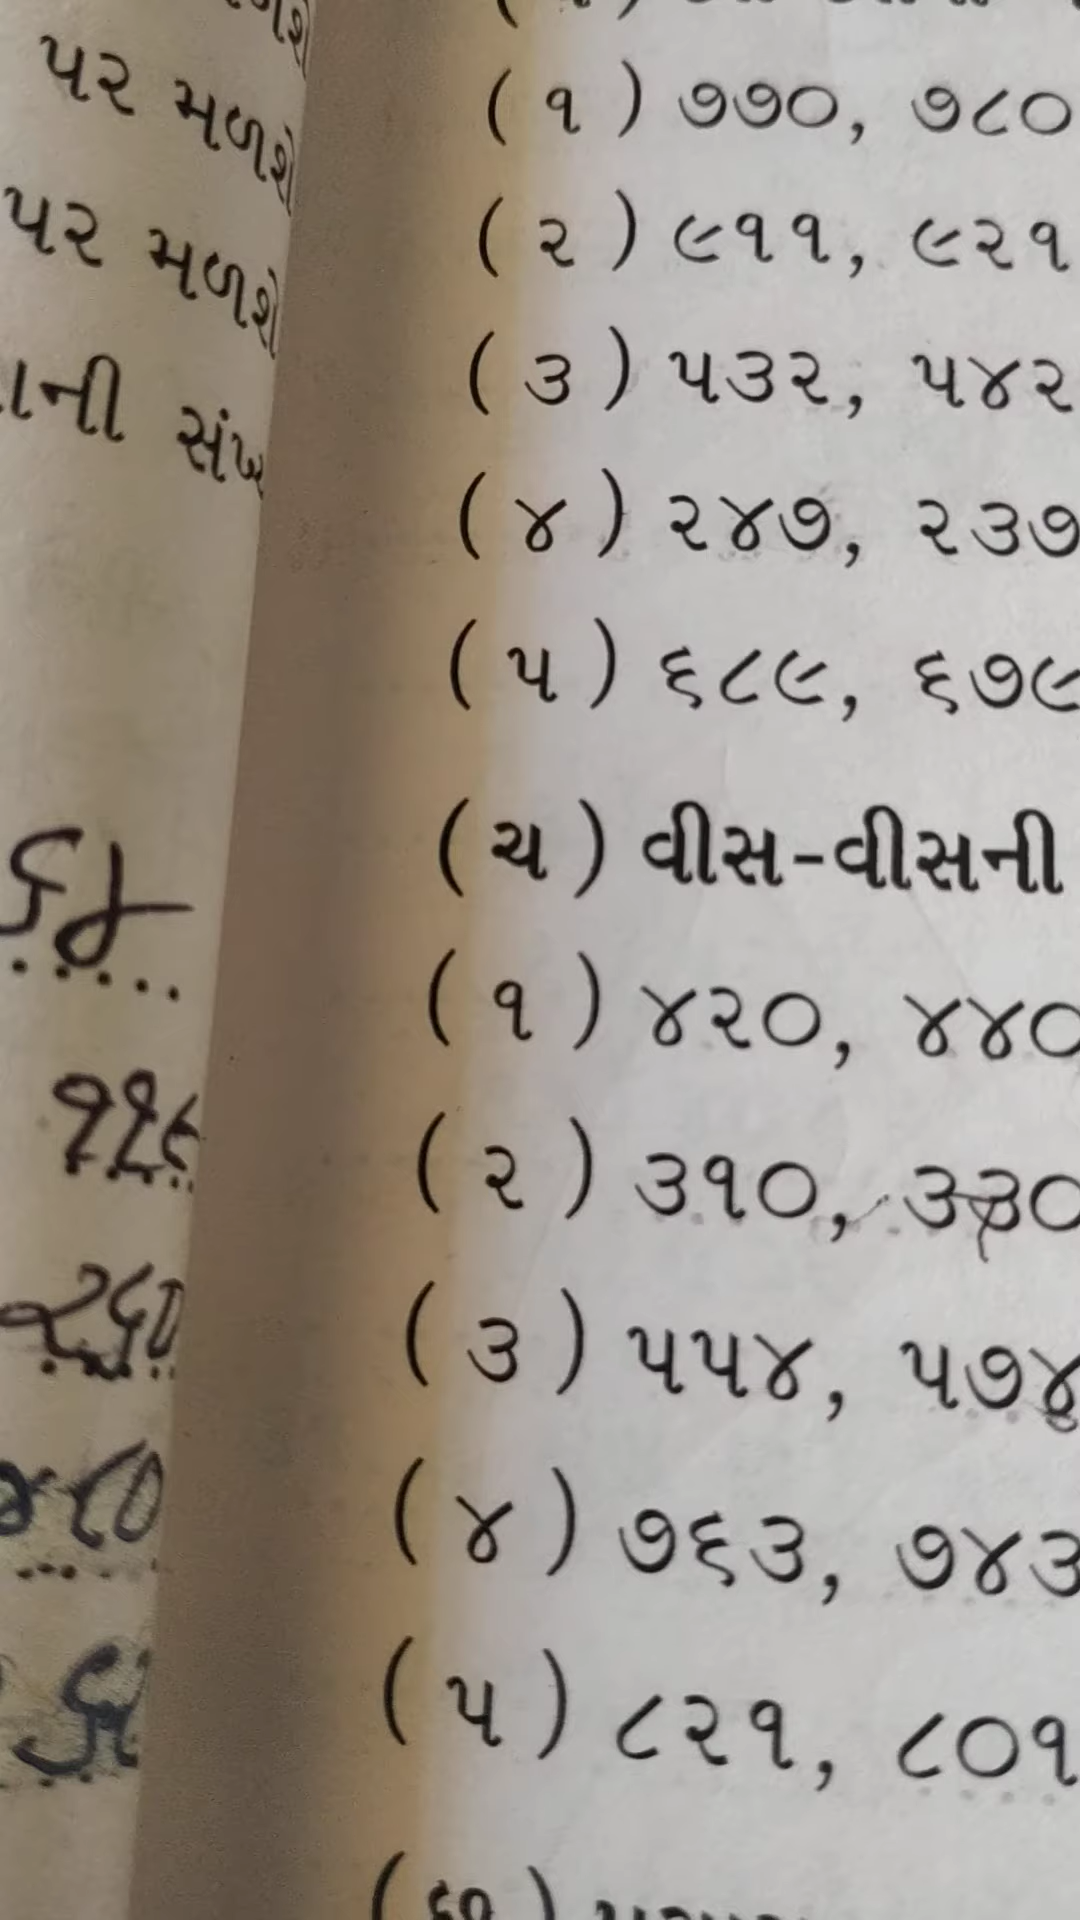 પર મળશે
પર મળશે
ની
(૧) ૭૭૦, ૭૮૦
(૨) ૯૧૧, ૯૨૧
(૩) ૫૩૨, ૫૪૨
(૪) ૨૪૭, ૨૩૭
(૫) ૬૮૯, ૬૭૯
(ચ) વીસ-વીસની
(૧) ૪૨૦, ૪૪૦
(૨) ૩૧૦, ૩૩૦
(૩) ૫૫૪, ૫૭૪
(૪) ૭૬૩, ૭૪૩
(૫) ૮૨૧, ૮૦૧